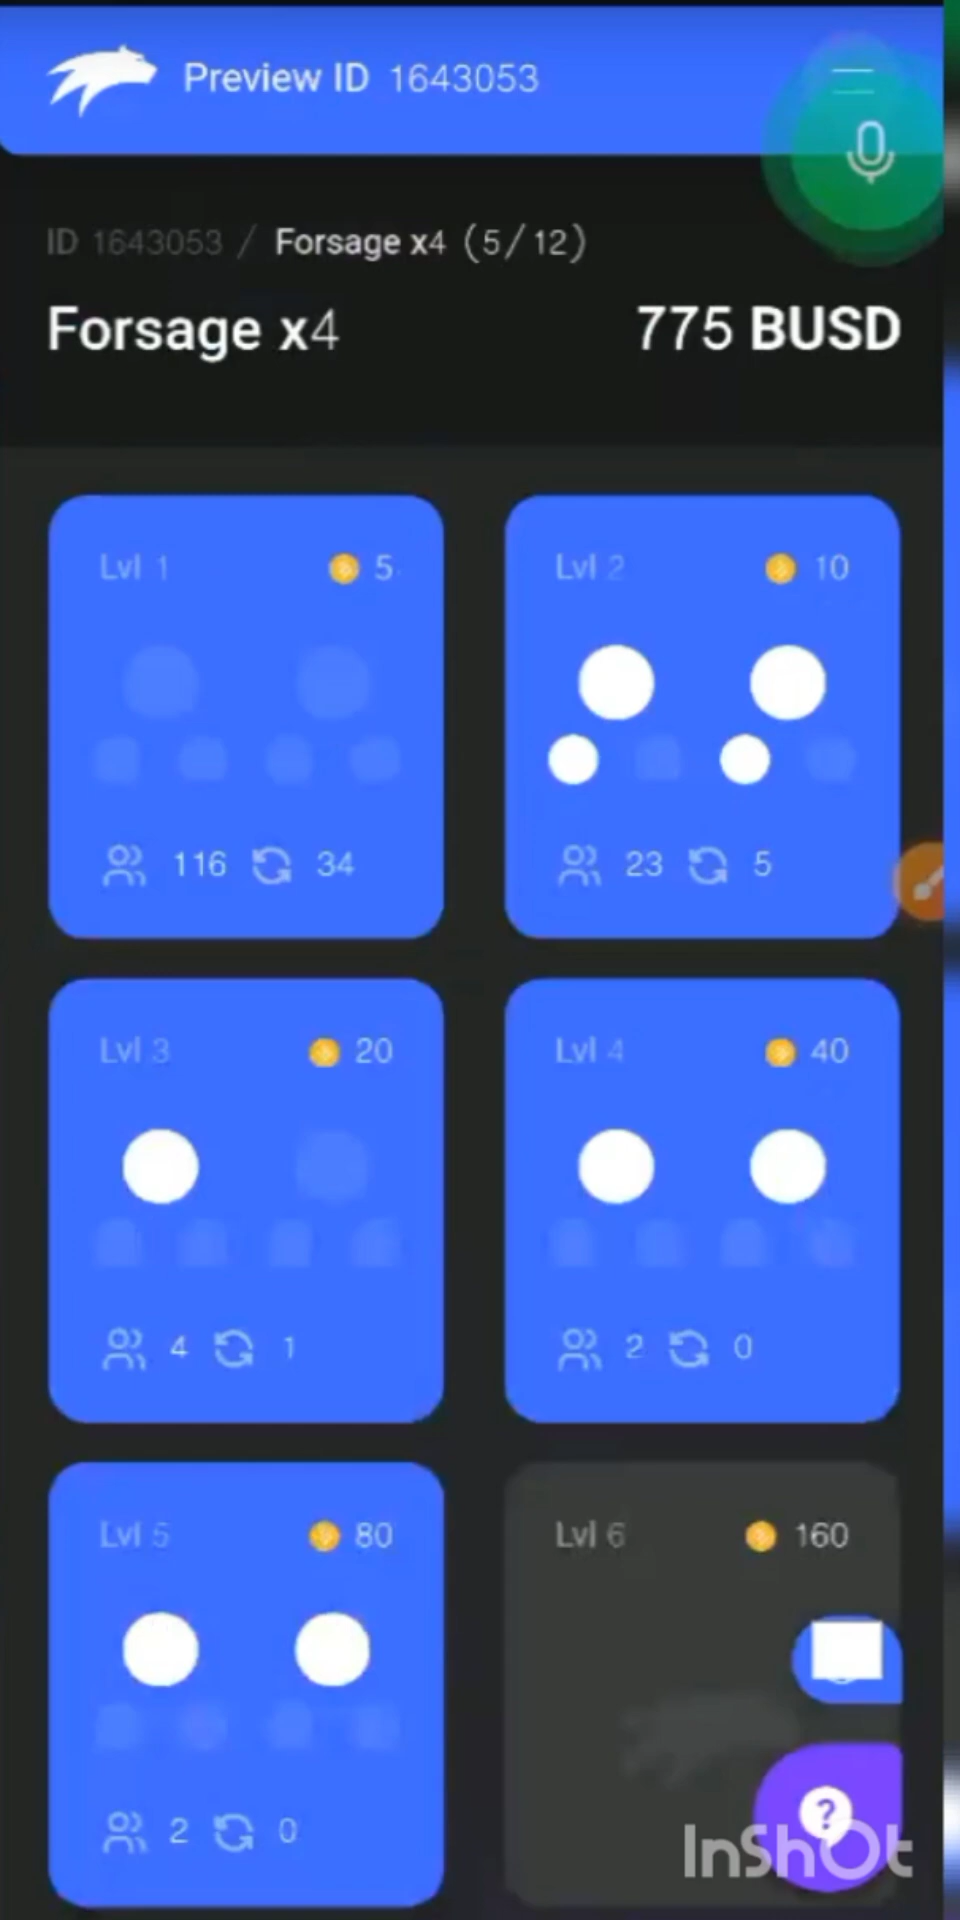 Preview ID 1643053
ID 1643053 / Forsage x4 (5/12)
Forsage x4 775 BUSD
Lvl 1 5
Lvl 2 10
116 34
23 5
Lvl 3 20
Lvl 4 40
4 1
2 0
Lvl 5 80
Lvl 6 160
2 0
?
InShOt